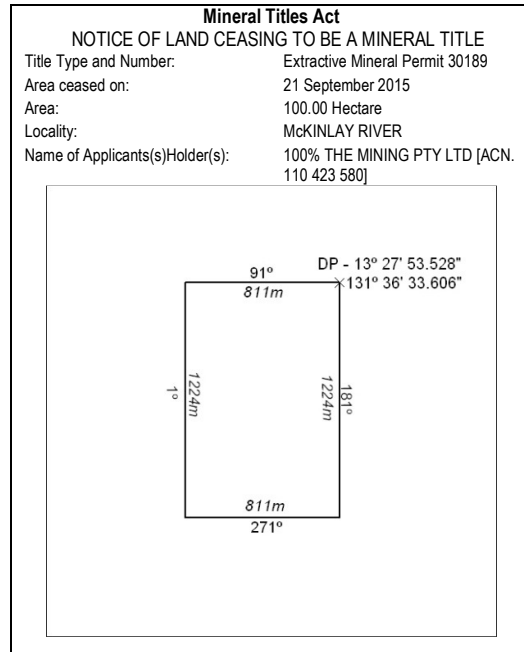 Mineral Titles Act
NOTICE OF LAND CEASING TO BE A MINERAL TITLE
Title Type and Number: Extractive Mineral Permit 30189
Area ceased on: 21 September 2015
Area: 100.00 Hectare
Locality: McKINLAY RIVER
Name of Applicants(s)Holder(s): 100% THE MINING PTY LTD [ACN.
110 423 580]
91º DP - 13º 27' 53.528"
811m 131º 36' 33.606"
1º 1224m 1224m 181º
811m
271º